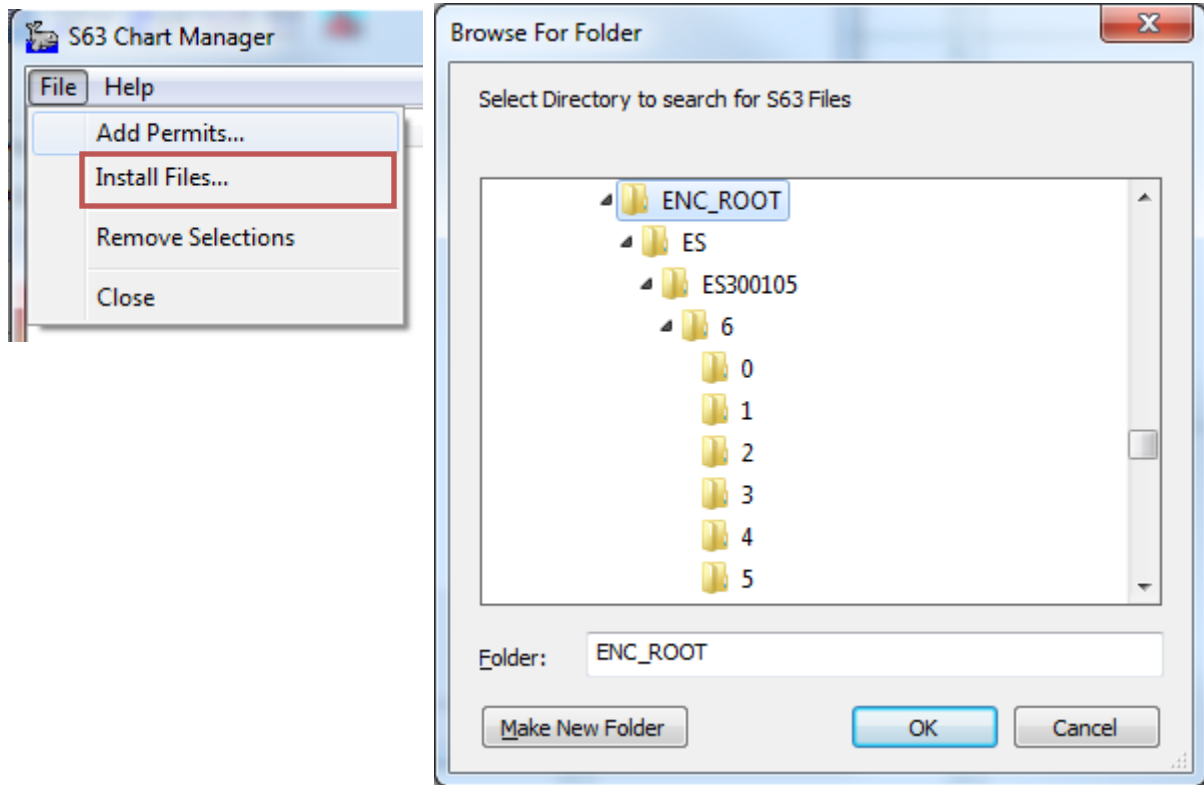 S63 Chart Manager
File Help
Add Permits...
Install Files...
Remove Selections
Close
Browse For Folder
Select Directory to search for S63 Files
ENC_ROOT
ES
ES300105
6
0
1
2
3
4
5
Folder: ENC_ROOT
Make New Folder OK Cancel